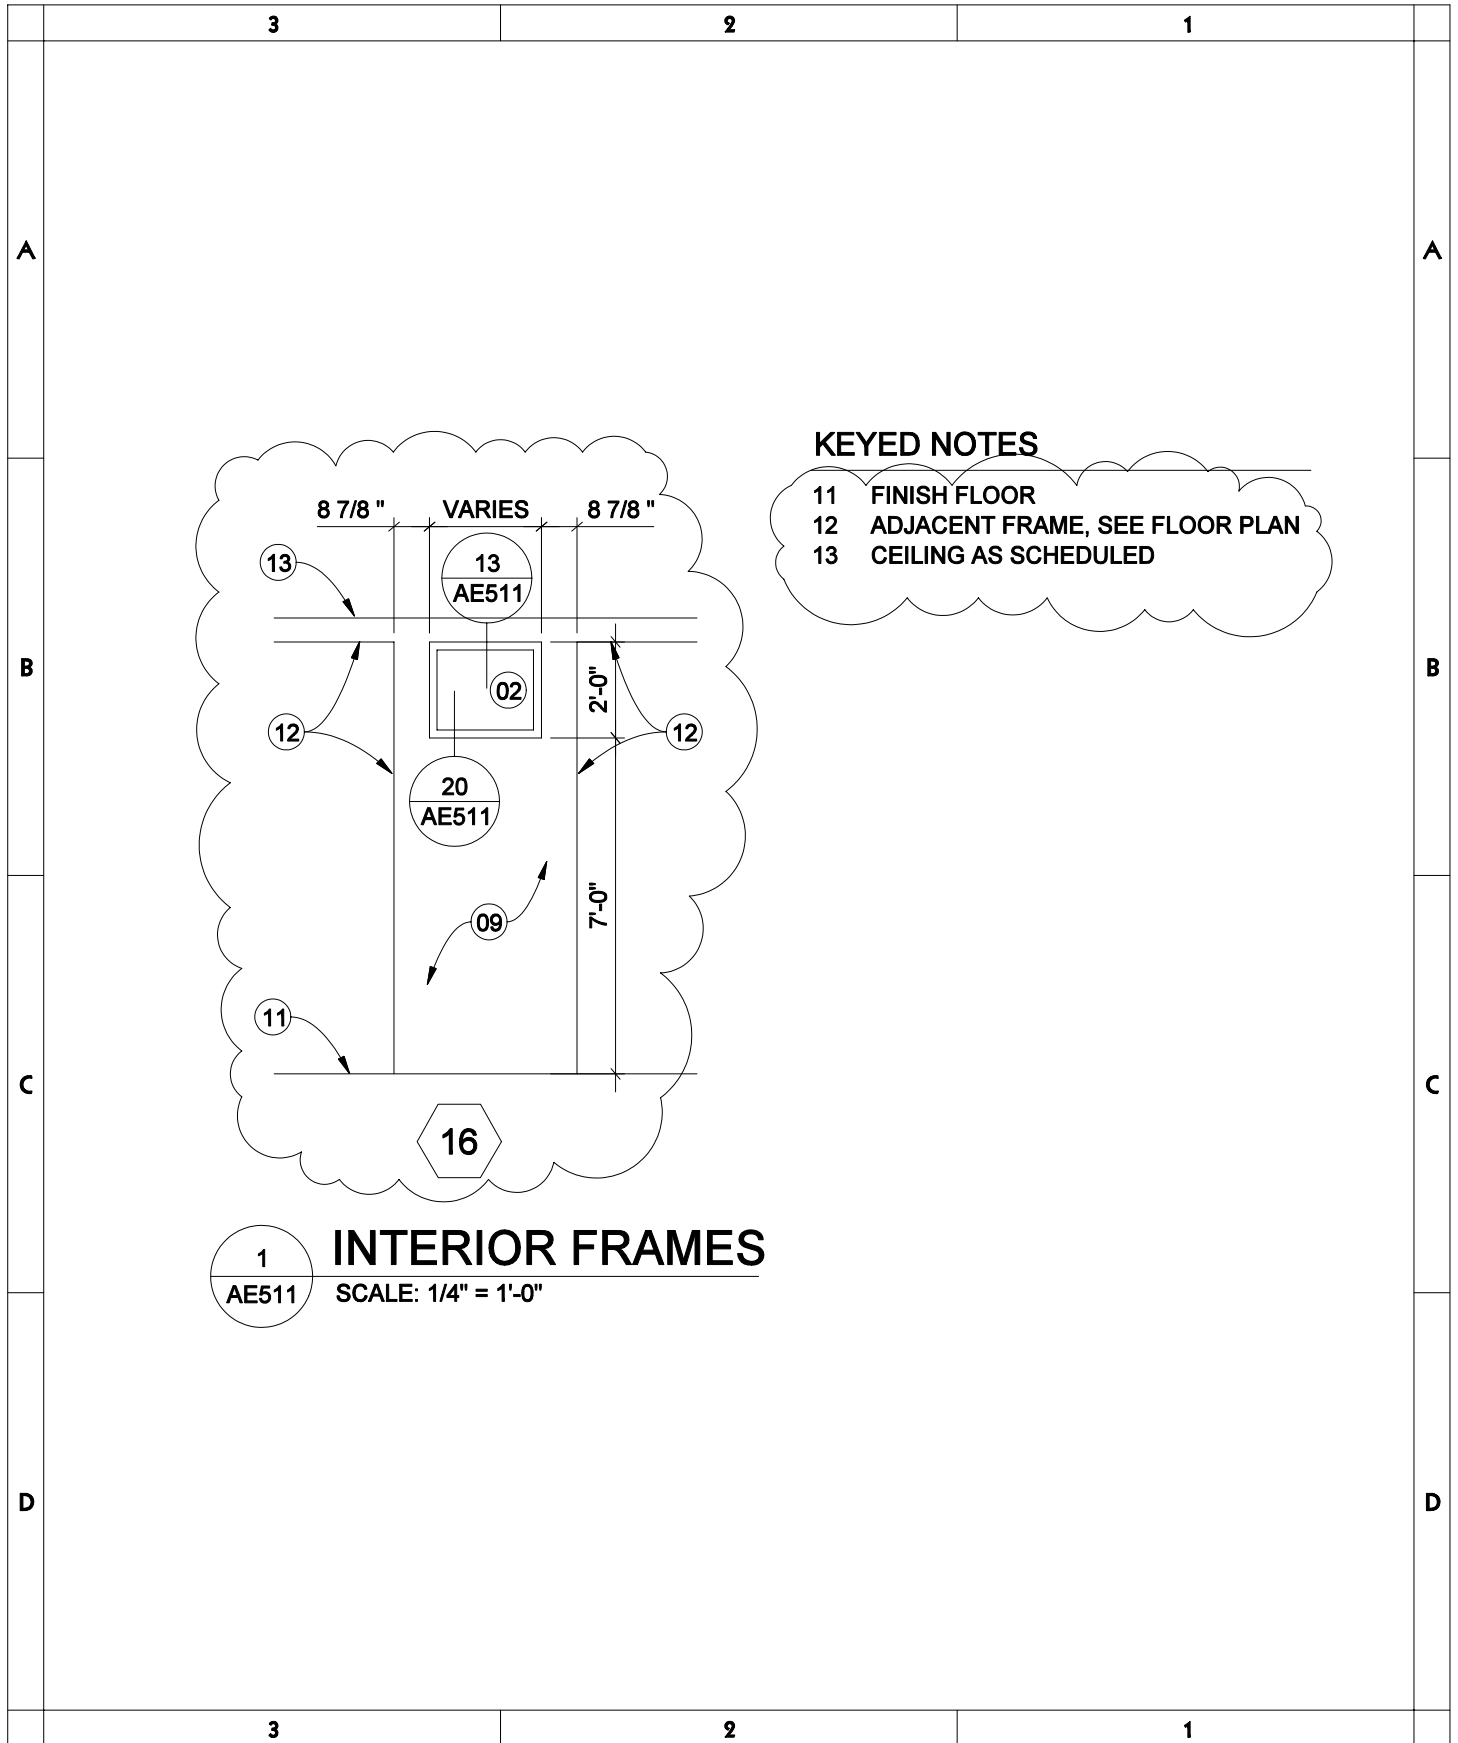 3 2 1
A A
KEYED NOTES
11 FINISH FLOOR
12 ADJACENT FRAME, SEE FLOOR PLAN
13 CEILING AS SCHEDULED
8 7/8 " VARIES 8 7/8 "
13
13
AE511
B B
02
2'-0"
12 12
20
AE511
7'-0"
09
11
C C
16
1
AE511
INTERIOR FRAMES
SCALE: 1/4" = 1'-0"
D D
3 2 1